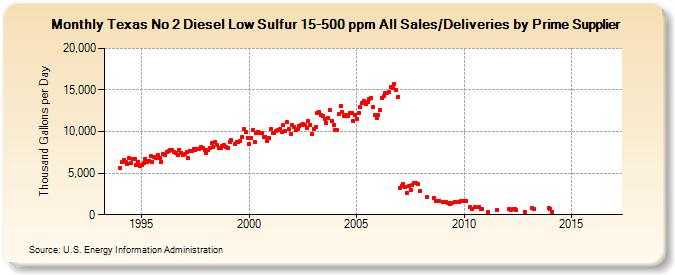 Monthly Texas No 2 Diesel Low Sulfur 15-500 ppm All Sales/Deliveries by Prime Supplier
Thousand Gallons per Day
20,000
15,000
10,000
5,000
0
1995 2000 2005 2010 2015
Source: U.S. Energy Information Administration